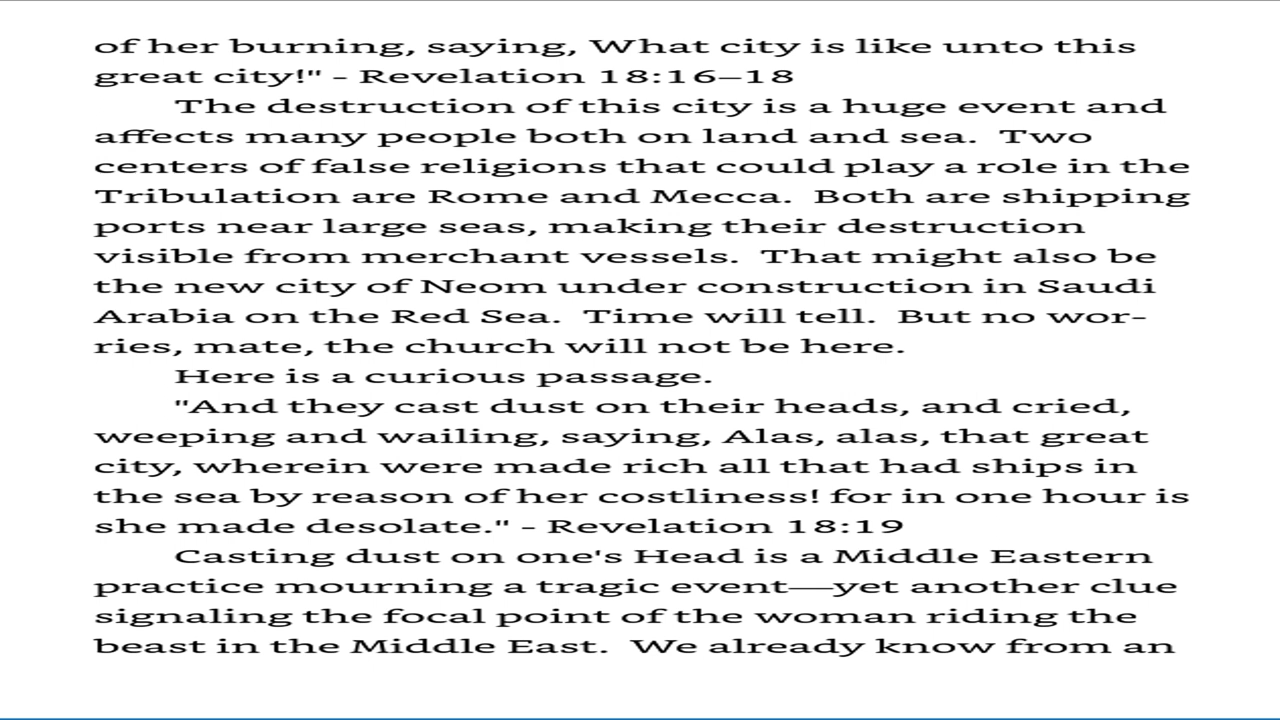 of her burning, saying, What city is like unto this
great city!" – Revelation 18:16–18
The destruction of this city is a huge event and
affects many people both on land and sea.  Two
centers of false religions that could play a role in the
Tribulation are Rome and Mecca.  Both are shipping
ports near large seas, making their destruction
visible from merchant vessels.  That might also be
the new city of Neom under construction in Saudi
Arabia on the Red Sea.  Time will tell.  But no wor-
ries, mate, the church will not be here.
Here is a curious passage.
"And they cast dust on their heads, and cried,
weeping and wailing, saying, Alas, alas, that great
city, wherein were made rich all that had ships in
the sea by reason of her costliness! for in one hour is
she made desolate." – Revelation 18:19
Casting dust on one's Head is a Middle Eastern
practice mourning a tragic event—yet another clue
signaling the focal point of the woman riding the
beast in the Middle East.  We already know from an